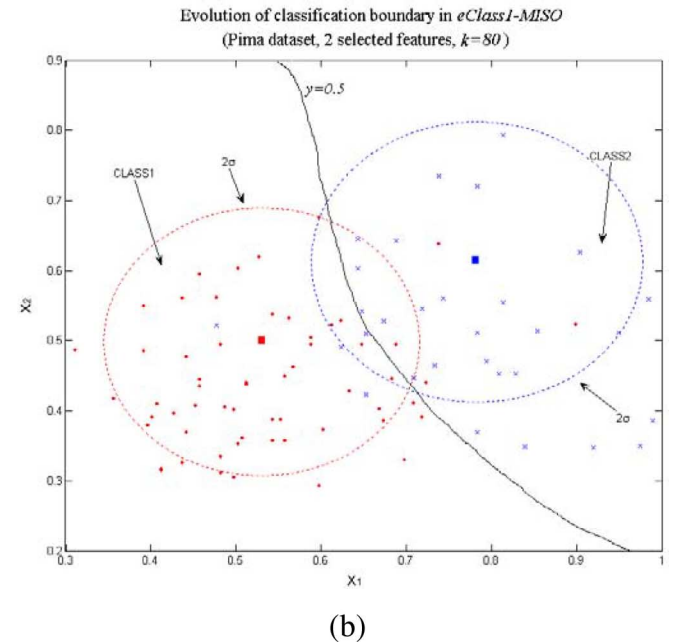 Evolution of classification boundary in eClass1-MISO
(Pima dataset, 2 selected features, k=80)
0.9
y=0.5
0.8
CLASS2
2σ
CLASS1
0.7
0.6
X2
0.5
0.4
2σ
0.3
0.2
0.3
0.4
0.5
0.6
0.7
0.8
0.9
1
X1
(b)